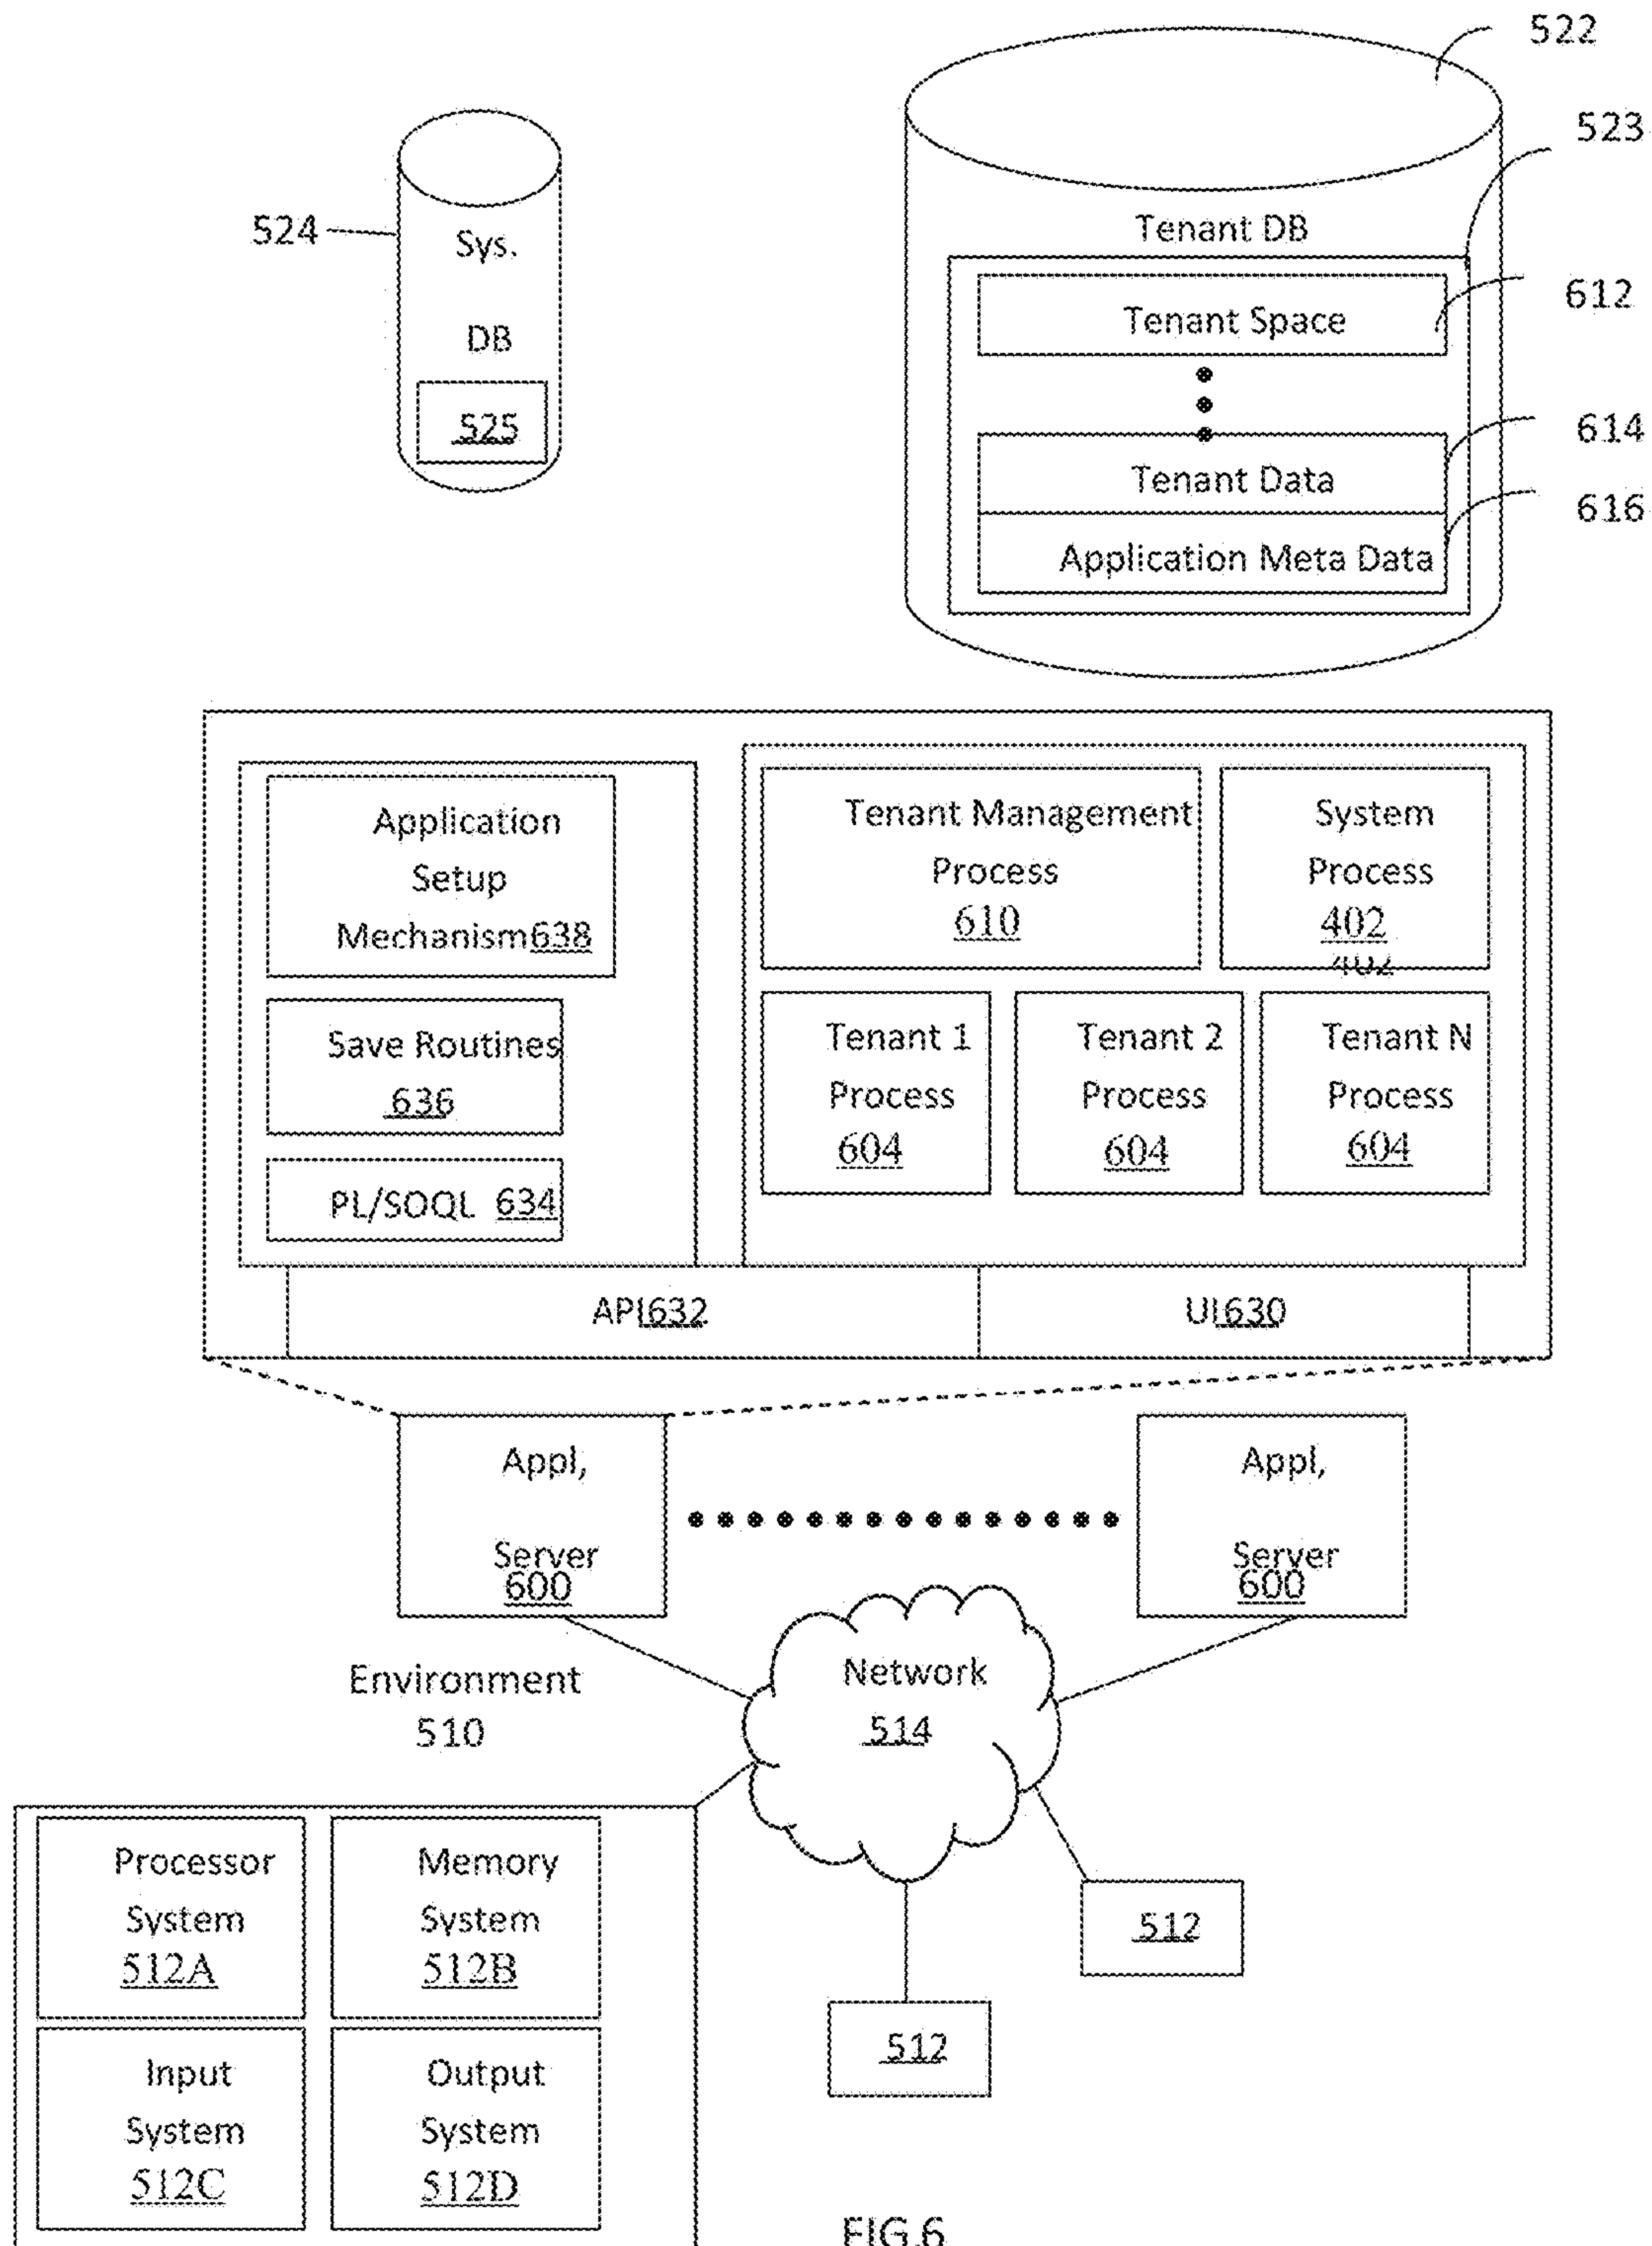 522
523
524
Sys.
DB
525
Tenant DB
Tenant Space
612
614
Tenant Data
616
Application Meta Data
Application
Setup
Mechanism638
Save Routines
636
PL/SOQL 634
Tenant Management
Process
610
System
Process
402
402
Tenant 1
Process
604
Tenant 2
Process
604
Tenant N
Process
604
API632
UI630
Appl,
Server
600
Appl,
Server
600
Environment
510
Network
514
Processor
System
512A
Memory
System
512B
Input
System
512C
Output
System
512D
512
512
FIG.6